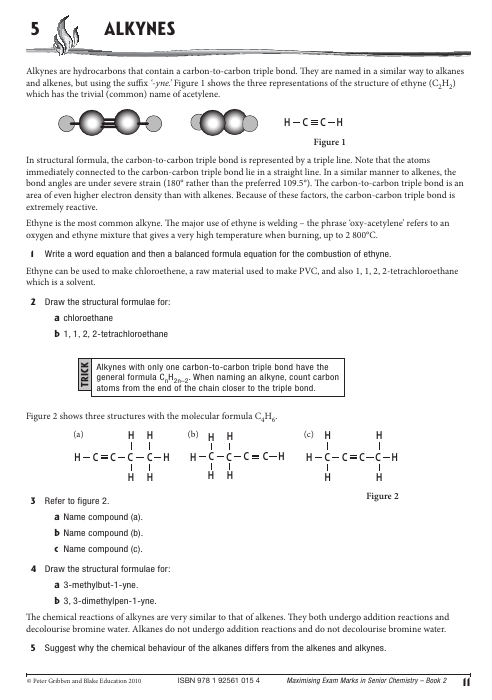 5 ALKYNES
Alkynes are hydrocarbons that contain a carbon-to-carbon triple bond. They are named in a similar way to alkanes
and alkenes, but using the suffix '-yne.' Figure 1 shows the three representations of the structure of ethyne (C₂H₂)
which has the trivial (common) name of acetylene.
H – C ≡ C – H
Figure 1
In structural formula, the carbon-to-carbon triple bond is represented by a triple line. Note that the atoms
immediately connected to the carbon-carbon triple bond lie in a straight line. In a similar manner to alkenes, the
bond angles are under severe strain (180° rather than the preferred 109.5°). The carbon-to-carbon triple bond is an
area of even higher electron density than with alkenes. Because of these factors, the carbon-carbon triple bond is
extremely reactive.
Ethyne is the most common alkyne. The major use of ethyne is welding – the phrase 'oxy-acetylene' refers to an
oxygen and ethyne mixture that gives a very high temperature when burning, up to 2 800°C.
1 Write a word equation and then a balanced formula equation for the combustion of ethyne.
Ethyne can be used to make chloroethene, a raw material used to make PVC, and also 1, 1, 2, 2-tetrachloroethane
which is a solvent.
2 Draw the structural formulae for:
a chloroethane
b 1, 1, 2, 2-tetrachloroethane
TRICK
Alkynes with only one carbon-to-carbon triple bond have the
general formula CₙH₂ₙ₋₂. When naming an alkyne, count carbon
atoms from the end of the chain closer to the triple bond.
Figure 2 shows three structures with the molecular formula C₄H₆.
(a) H H (b) H H (c) H H
H – C ≡ C – C – C – H H – C – C – C ≡ C – H H – C – C ≡ C – C – H
H H H H H H
Figure 2
3 Refer to figure 2.
a Name compound (a).
b Name compound (b).
c Name compound (c).
4 Draw the structural formulae for:
a 3-methylbut-1-yne.
b 3, 3-dimethylpen-1-yne.
The chemical reactions of alkynes are very similar to that of alkenes. They both undergo addition reactions and
decolourise bromine water. Alkanes do not undergo addition reactions and do not decolourise bromine water.
5 Suggest why the chemical behaviour of the alkanes differs from the alkenes and alkynes.
© Peter Gribben and Blake Education 2010 ISBN 978 1 92561 015 4 Maximising Exam Marks in Senior Chemistry – Book 2 11